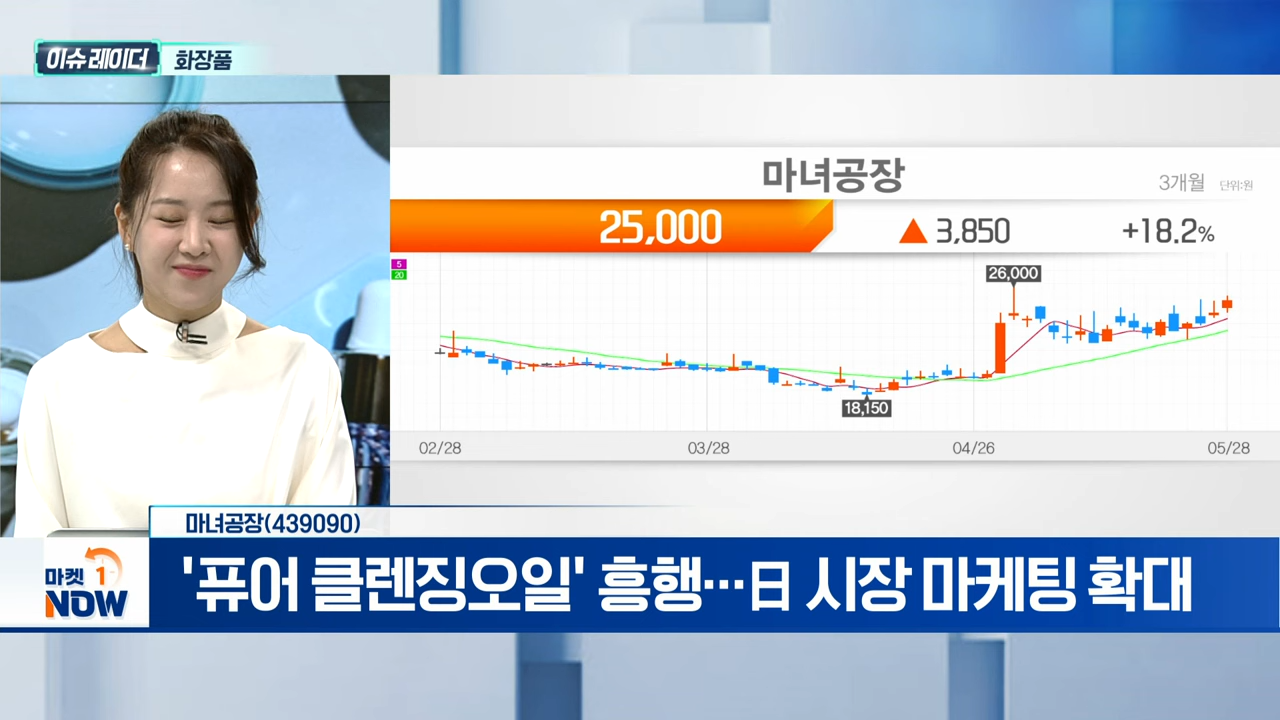 이슈 레이더 화장품
마녀공장
3개월 단위:원
25,000 ▲ 3,850 +18.2%
5
20
26,000
18,150
02/28 03/28 04/26 05/28
마녀공장(439090)
마켓 1
NOW
'퓨어 클렌징오일' 흥행…日 시장 마케팅 확대